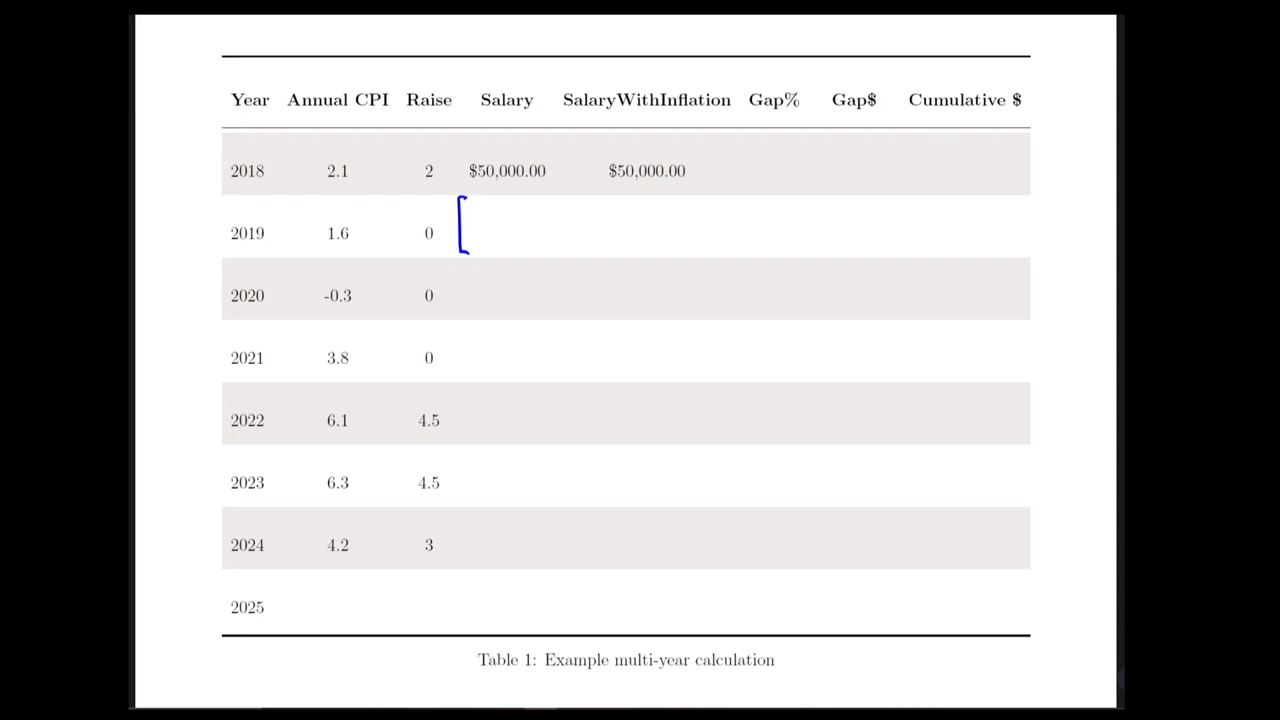 Year Annual CPI Raise Salary SalaryWithInflation Gap% Gap$ Cumulative $
2018 2.1 2 $50,000.00 $50,000.00
2019 1.6 0
2020 -0.3 0
2021 3.8 0
2022 6.1 4.5
2023 6.3 4.5
2024 4.2 3
2025
Table 1: Example multi-year calculation